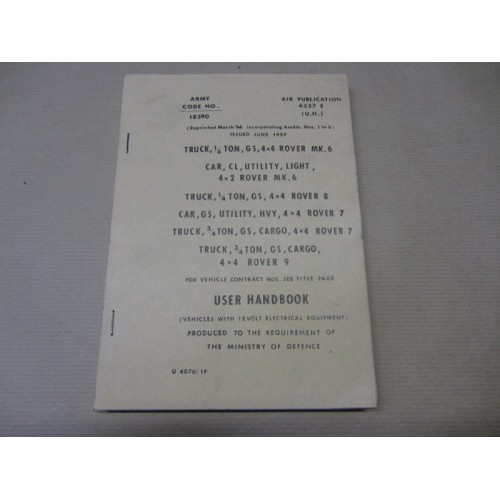 ARMY
CODE NO.
18390
AIR PUBLICATION
4327 E
(U.H.)
(Reprinted March '66 incorporating Amdts. Nos. 1 to 5)
ISSUED JUNE 1959
TRUCK, ¼ TON, GS, 4×4 ROVER MK. 6
CAR, CL, UTILITY, LIGHT,
4×2 ROVER MK. 6
TRUCK, ¼ TON, GS, 4×4 ROVER 8
CAR, GS, UTILITY, HVY, 4×4 ROVER 7
TRUCK, ¾ TON, GS, CARGO, 4×4 ROVER 7
TRUCK, ¾ TON, GS, CARGO,
4×4 ROVER 9
FOR VEHICLE CONTRACT NOS. SEE TITLE PAGE
USER HANDBOOK
(VEHICLES WITH 12 VOLT ELECTRICAL EQUIPMENT)
PRODUCED TO THE REQUIREMENT OF
THE MINISTRY OF DEFENCE
U 4070/1F